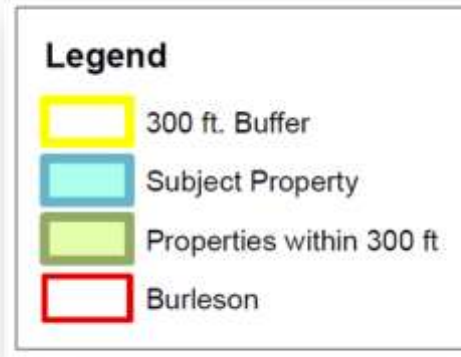 Legend
300 ft. Buffer
Subject Property
Properties within 300 ft
Burleson